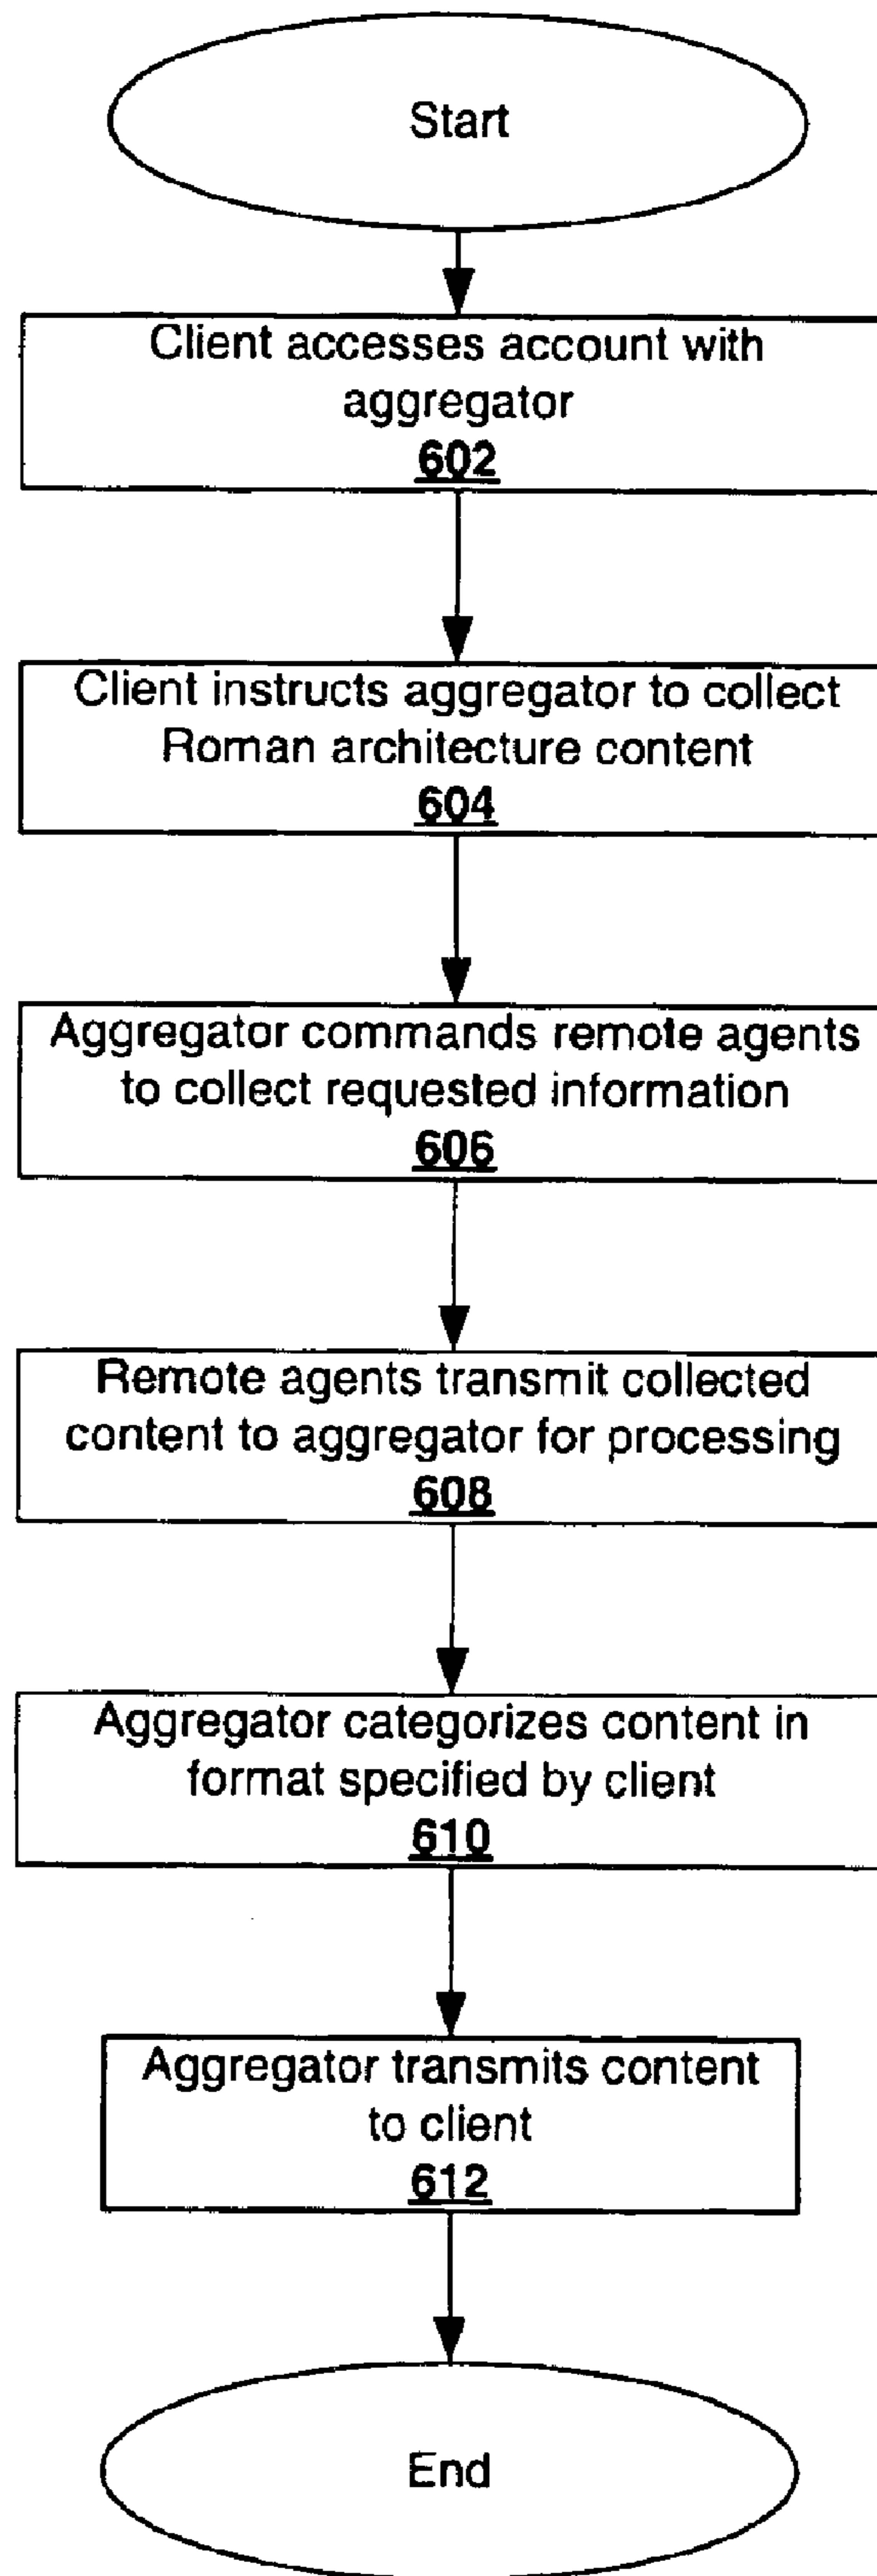 Start
Client accesses account with
aggregator
602
Client instructs aggregator to collect
Roman architecture content
604
Aggregator commands remote agents
to collect requested information
606
Remote agents transmit collected
content to aggregator for processing
608
Aggregator categorizes content in
format specified by client
610
Aggregator transmits content
to client
612
End